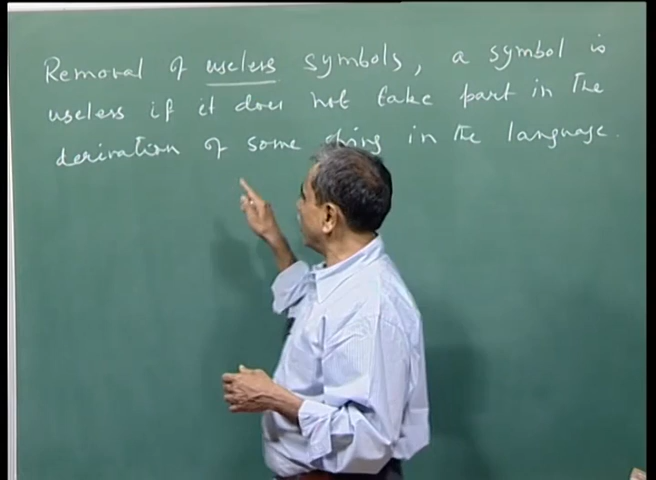 Removal of useless symbols, a symbol is
useless if it does not take part in the
derivation of some string in the language.